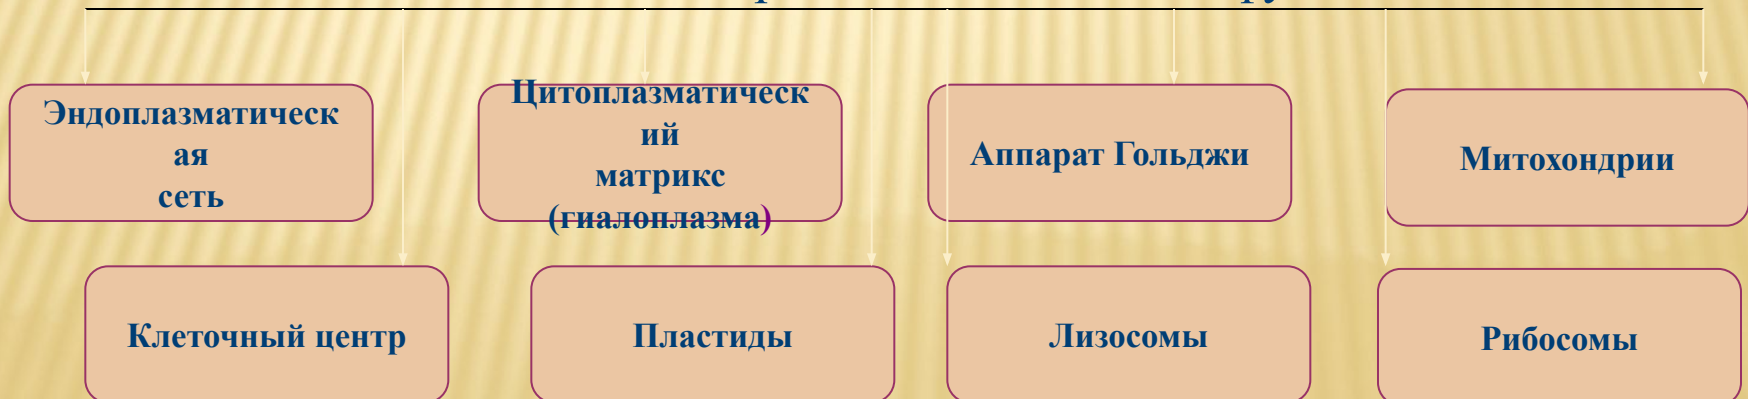 Эндоплазматическ
ая
сеть
Цитоплазматическ
ий
матрикс
(гиалоплазма)
Аппарат Гольджи
Митохондрии
Клеточный центр
Пластиды
Лизосомы
Рибосомы